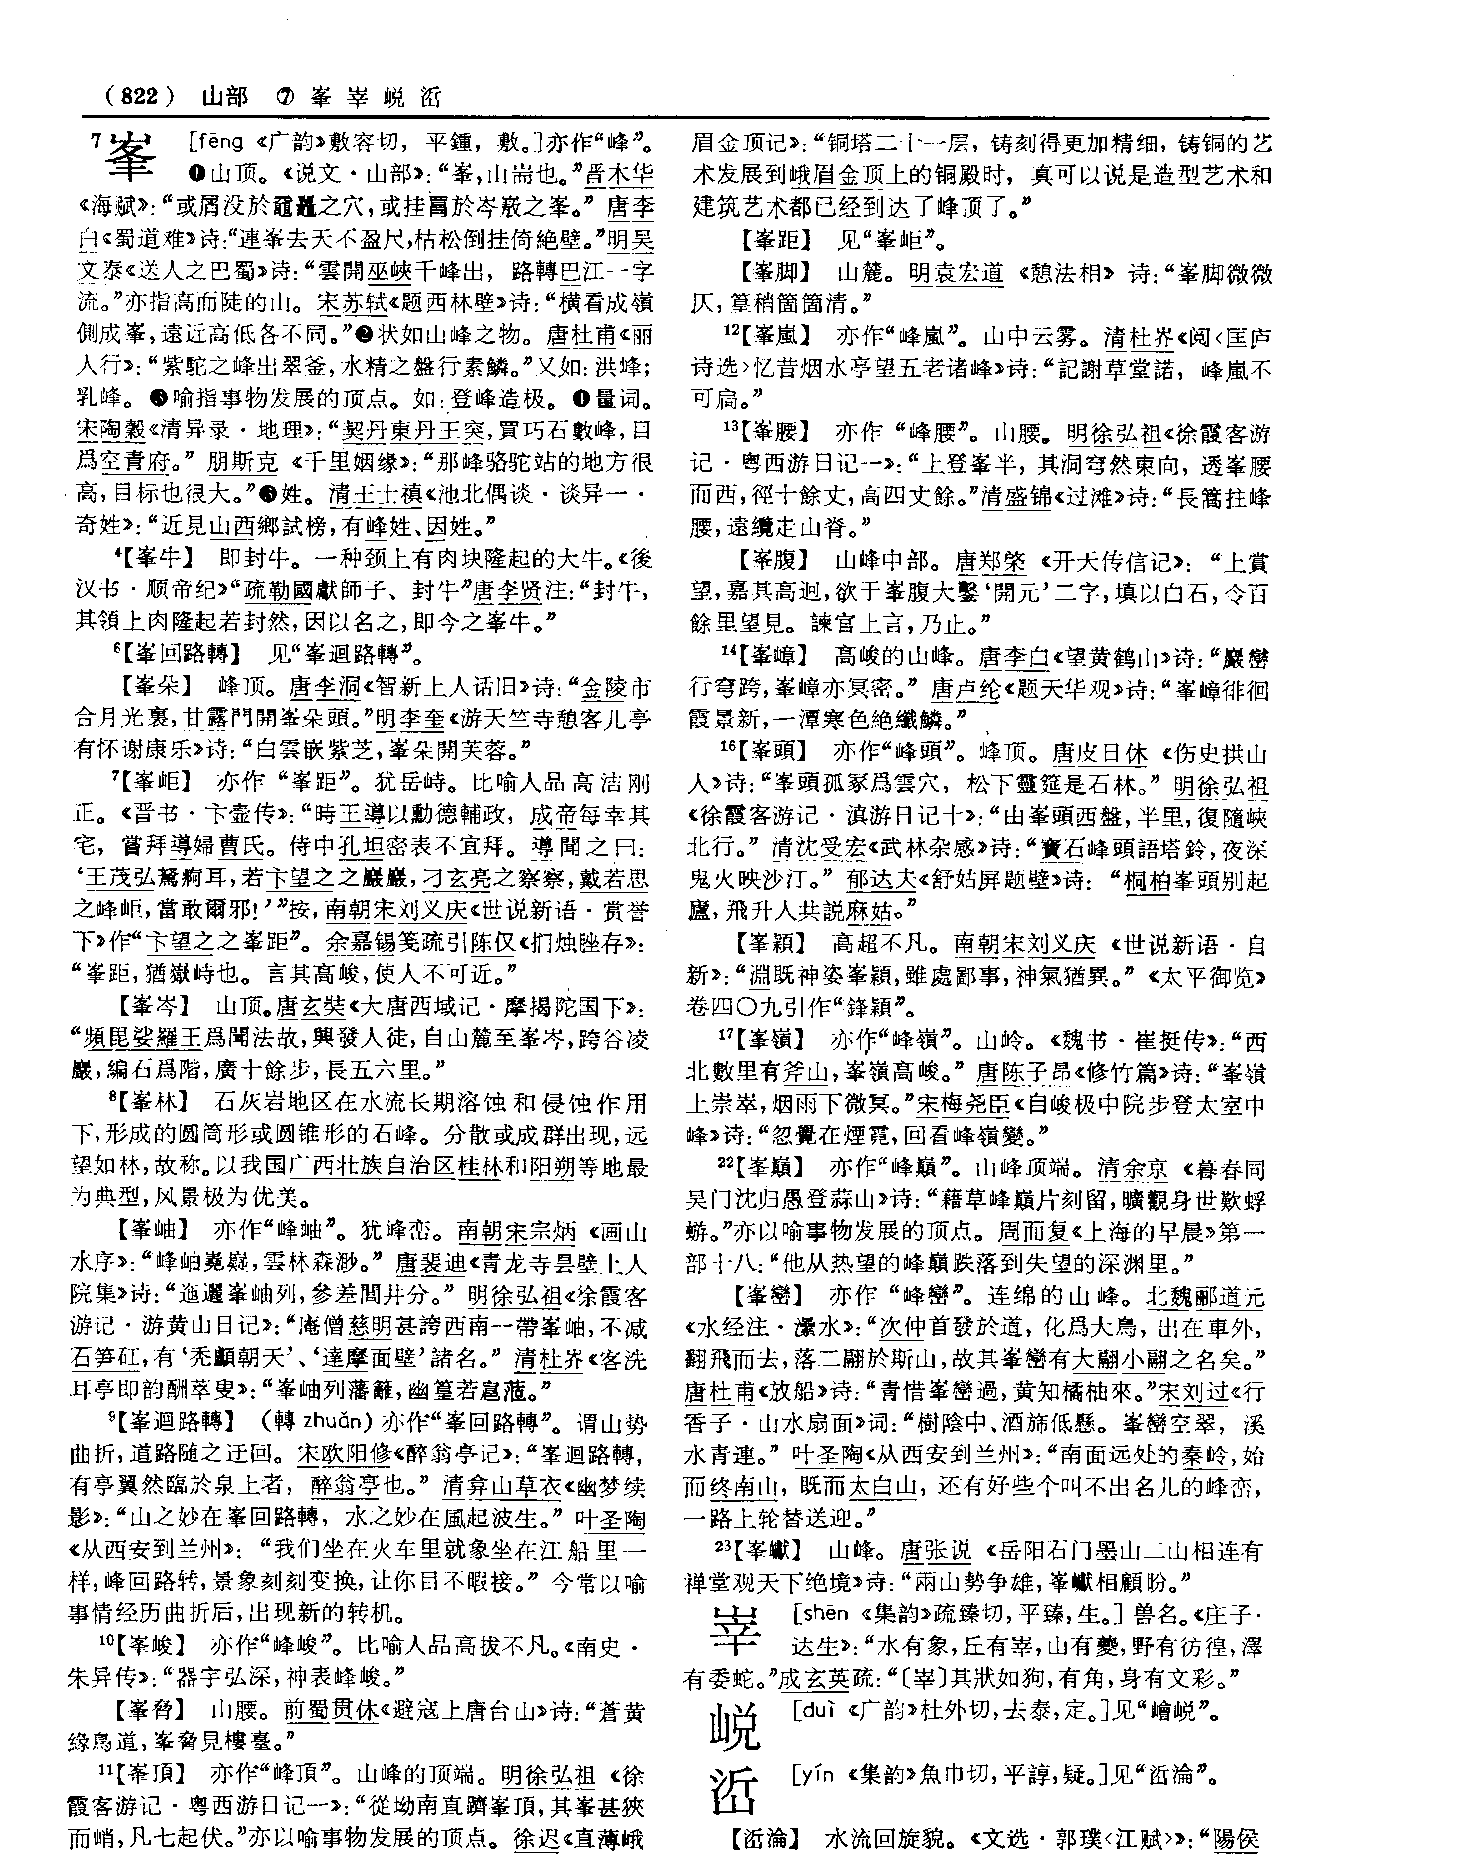 (822) 山部 ⑦ 峯 峷 㟋 㟒
7 峯 [fēng 《广韵》敷容切，平鍾，敷。]亦作“峰”。
❶山顶。《说文·山部》：“峯，山耑也。”晋木华
《海赋》：“或屑没於黿鼉之穴，或挂罥於岑嶅之峯。” 唐李
白《蜀道难》诗：“連峯去天不盈尺，枯松倒挂倚絶壁。”明吴
文泰《送人之巴蜀》诗：“雲開巫峽千峰出，路轉巴江一字
流。”亦指高而陡的山。宋苏轼《题西林壁》诗：“横看成嶺
側成峯，遠近高低各不同。”❷状如山峰之物。唐杜甫《丽
人行》：“紫駝之峰出翠釜，水精之盤行素鱗。”又如：洪峰；
乳峰。❸喻指事物发展的顶点。如：登峰造极。❹量词。
宋陶穀《清异录·地理》：“契丹東丹王突，買巧石數峰，目
爲空青府。” 朋斯克《千里姻缘》：“那峰骆驼站的地方很
高，目标也很大。”❺姓。清王士禛《池北偶谈·谈异一·
奇姓》：“近見山西鄉試榜，有峰姓、因姓。”
4【峯牛】 即封牛。一种颈上有肉块隆起的大牛。《後
汉书·顺帝纪》“疏勒國獻師子、封牛”唐李贤注：“封牛，
其領上肉隆起若封然，因以名之，即今之峯牛。”
6【峯回路轉】 见“峯迴路轉”。
【峯朵】 峰顶。唐李洞《智新上人话旧》诗：“金陵市
合月光裏，甘露門開峯朵頭。”明李奎《游天竺寺憩客儿亭
有怀谢康乐》诗：“白雲嵌紫芝，峯朵開芙蓉。”
7【峯岠】 亦作“峯距”。犹岳峙。比喻人品高洁刚
正。《晋书·卞壼传》：“時王導以勳德輔政，成帝每幸其
宅，嘗拜導婦曹氏。侍中孔坦密表不宜拜。導聞之曰：
‘王茂弘駑痾耳，若卞望之之巖巖，刁玄亮之察察，戴若思
之峰岠，當敢爾邪！’”按，南朝宋刘义庆《世说新语·赏誉
下》作“卞望之之峯距”。余嘉锡笺疏引陈仅《扪烛脞存》：
“峯距，猶嶽峙也。言其高峻，使人不可近。”
【峯岑】 山顶。唐玄奘《大唐西域记·摩揭陀国下》：
“頻毘娑羅王爲聞法故，興發人徒，自山麓至峯岑，跨谷凌
巖，編石爲階，廣十餘步，長五六里。”
8【峯林】 石灰岩地区在水流长期溶蚀和侵蚀作用
下，形成的圆筒形或圆锥形的石峰。分散或成群出现，远
望如林，故称。以我国广西壮族自治区桂林和阳朔等地最
为典型，风景极为优美。
【峯岫】 亦作“峰岫”。犹峰峦。南朝宋宗炳《画山
水序》：“峰岫嶤嶷，雲林森渺。” 唐裴迪《青龙寺昙壁上人
院集》诗：“迤邐峯岫列，參差閭井分。” 明徐弘祖《徐霞客
游记·游黄山日记》：“庵僧慈明甚誇西南一帶峯岫，不减
石笋矼，有‘禿顱朝天’、‘達摩面壁’諸名。” 清杜岕《客洗
耳亭即韵酬萃叟》：“峯岫列藩籬，幽篁若扈蒞。”
9【峯迴路轉】 (轉 zhuǎn) 亦作“峯回路轉”。谓山势
曲折，道路随之迂回。宋欧阳修《醉翁亭记》：“峯迴路轉，
有亭翼然臨於泉上者，醉翁亭也。” 清弇山草衣《幽梦续
影》：“山之妙在峯回路轉，水之妙在風起波生。” 叶圣陶
《从西安到兰州》：“我们坐在火车里就象坐在江船里一
样，峰回路转，景象刻刻变换，让你目不暇接。” 今常以喻
事情经历曲折后，出现新的转机。
10【峯峻】 亦作“峰峻”。比喻人品高拔不凡。《南史·
朱异传》：“器宇弘深，神表峰峻。”
【峯脅】 山腰。前蜀贯休《避寇上唐台山》诗：“蒼黄
缘鳥道，峯脅見樓臺。”
11【峯頂】 亦作“峰頂”。山峰的顶端。明徐弘祖《徐
霞客游记·粤西游日记一》：“從坳南直躋峯頂，其峯甚狹
而峭，凡七起伏。”亦以喻事物发展的顶点。徐迟《直薄峨
眉金顶记》：“铜塔二十一层，铸刻得更加精细，铸铜的艺
术发展到峨眉金顶上的铜殿时，真可以说是造型艺术和
建筑艺术都已经到达了峰顶了。”
【峯距】 见“峯岠”。
【峯脚】 山麓。明袁宏道《憩法相》诗：“峯脚微微
仄，篁稍箇箇清。”
12【峯嵐】 亦作“峰嵐”。山中云雾。清杜岕《阅〈匡庐
诗选〉忆昔烟水亭望五老诸峰》诗：“記謝草堂諾，峰嵐不
可扃。”
13【峯腰】 亦作“峰腰”。山腰。明徐弘祖《徐霞客游
记·粤西游日记一》：“上登峯半，其洞穹然東向，透峯腰
而西，徑十餘丈，高四丈餘。”清盛锦《过滩》诗：“長篙拄峰
腰，遠纜走山脊。”
【峯腹】 山峰中部。唐郑棨《开天传信记》：“上賞
望，嘉其高迥，欲于峯腹大鑿‘開元’二字，填以白石，令百
餘里望見。諫官上言，乃止。”
14【峯嶂】 高峻的山峰。唐李白《望黄鹤山》诗：“巖巒
行穹跨，峯嶂亦冥密。” 唐卢纶《题天华观》诗：“峯嶂徘徊
霞景新，一潭寒色絶纖鱗。”
16【峯頭】 亦作“峰頭”。峰顶。唐皮日休《伤史拱山
人》诗：“峯頭孤冢爲雲穴，松下靈筵是石林。” 明徐弘祖
《徐霞客游记·滇游日记十》：“由峯頭西盤，半里，復隨峽
北行。” 清沈受宏《武林杂感》诗：“寶石峰頭語塔鈴，夜深
鬼火映沙汀。” 郁达夫《舒姑屏题壁》诗：“桐柏峯頭别起
廬，飛升人共説麻姑。”
【峯穎】 高超不凡。南朝宋刘义庆《世说新语·自
新》：“淵既神姿峯穎，雖處鄙事，神氣猶異。”《太平御览》
卷四〇九引作“鋒穎”。
17【峯嶺】 亦作“峰嶺”。山岭。《魏书·崔挺传》：“西
北數里有斧山，峯嶺高峻。” 唐陈子昂《修竹篇》诗：“峯嶺
上崇崒，烟雨下微冥。”宋梅尧臣《自峻极中院步登太室中
峰》诗：“忽覺在煙霓，回看峰嶺變。”
22【峯巔】 亦作“峰巔”。山峰顶端。清余京《暮春同
吴门沈归愚登蒜山》诗：“藉草峰巔片刻留，曠觀身世歎蜉
蝣。”亦以喻事物发展的顶点。周而复《上海的早晨》第一
部十八：“他从热望的峰巅跌落到失望的深渊里。”
【峯巒】 亦作“峰巒”。连绵的山峰。北魏郦道元
《水经注·㶟水》：“次仲首發於道，化爲大鳥，出在車外，
翻飛而去，落二翮於斯山，故其峯巒有大翮小翮之名矣。”
唐杜甫《放船》诗：“青惜峯巒過，黄知橘柚來。”宋刘过《行
香子·山水扇面》词：“樹陰中、酒旆低懸。峯巒空翠，溪
水青連。” 叶圣陶《从西安到兰州》：“南面远处的秦岭，始
而终南山，既而太白山，还有好些个叫不出名儿的峰峦，
一路上轮替送迎。”
23【峯巘】 山峰。唐张说《岳阳石门墨山二山相连有
禅堂观天下绝境》诗：“兩山勢争雄，峯巘相顧盼。”
峷 [shēn 《集韵》疏臻切，平臻，生。] 兽名。《庄子·
达生》：“水有象，丘有峷，山有夔，野有彷徨，澤
有委蛇。”成玄英疏：“〔峷〕其狀如狗，有角，身有文彩。”
㟋 [duì 《广韵》杜外切，去泰，定。]见“嶒㟋”。
㟒 [yín 《集韵》魚巾切，平諄，疑。]见“㟒淪”。
【㟒淪】 水流回旋貌。《文选·郭璞〈江赋〉》：“陽侯